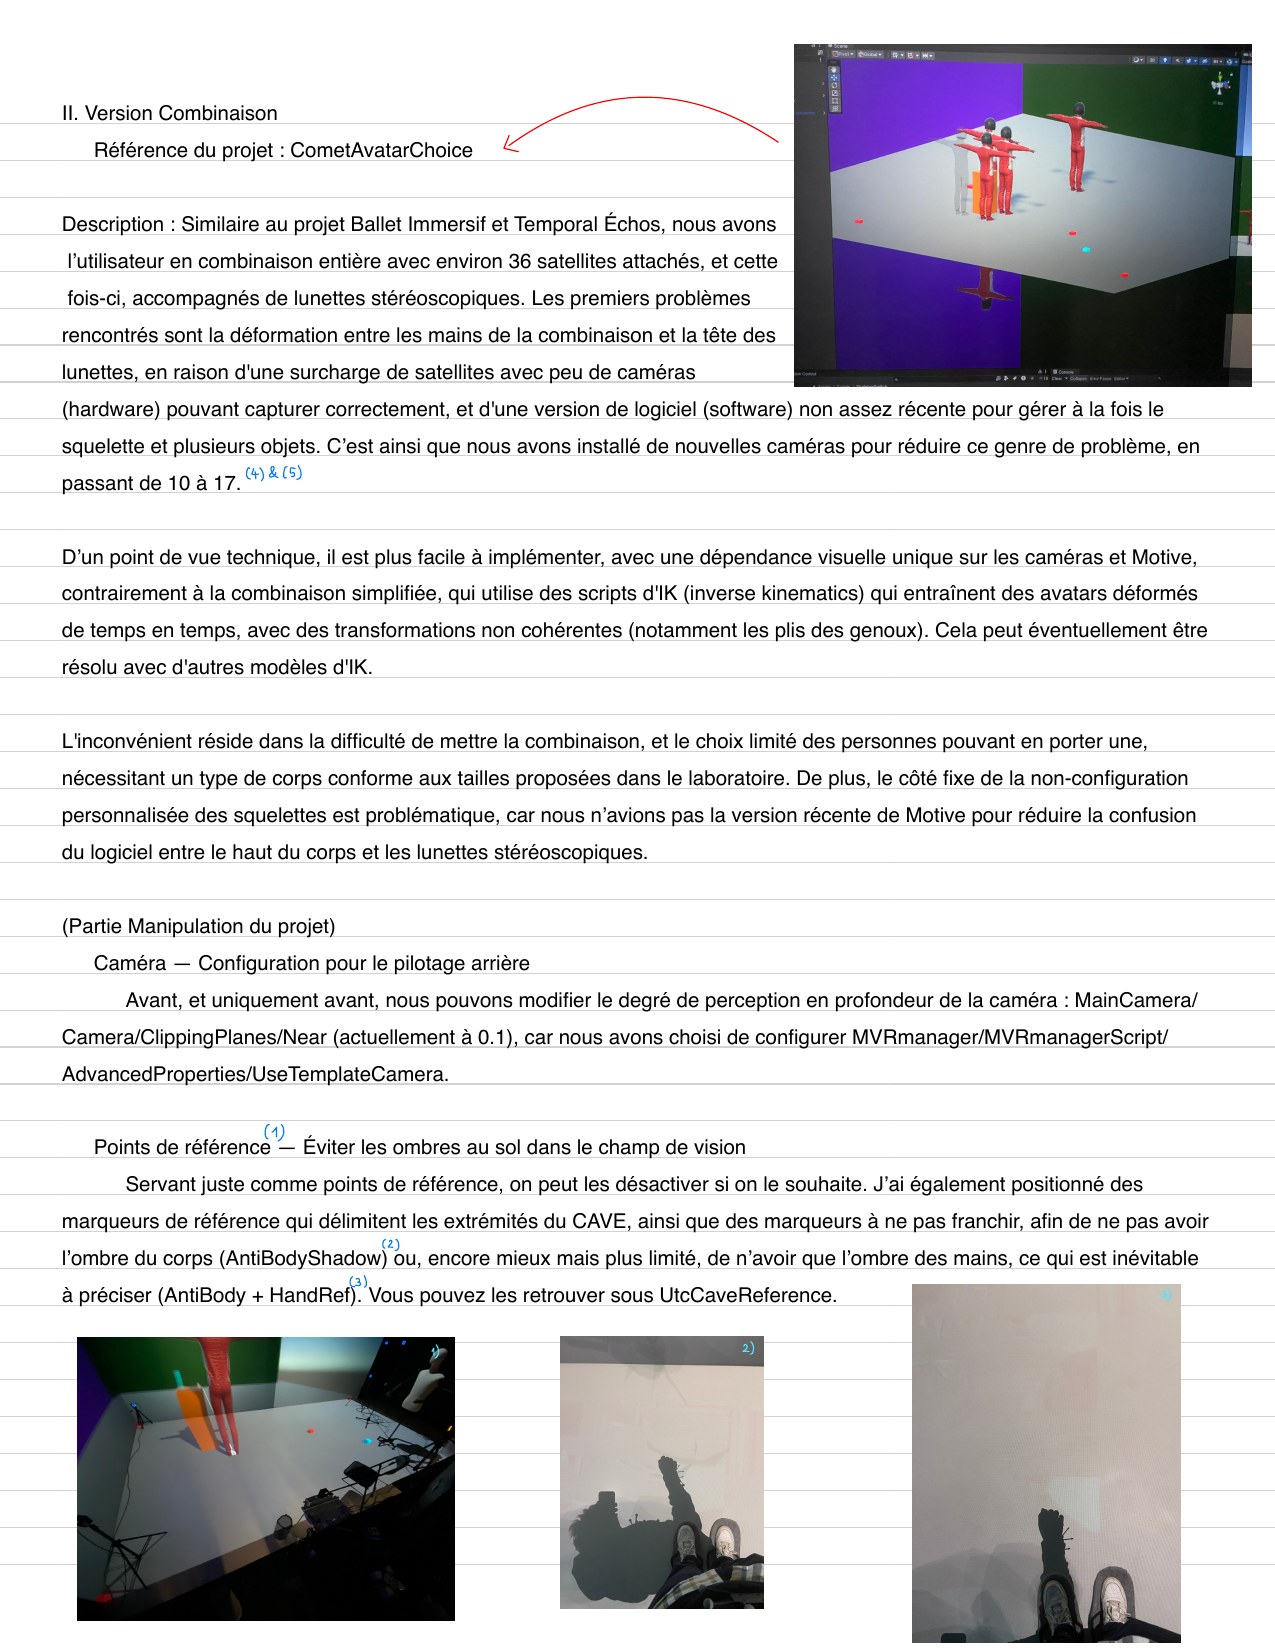 II. Version Combinaison
Référence du projet : CometAvatarChoice
Description : Similaire au projet Ballet Immersif et Temporal Échos, nous avons
l’utilisateur en combinaison entière avec environ 36 satellites attachés, et cette
fois-ci, accompagnés de lunettes stéréoscopiques. Les premiers problèmes
rencontrés sont la déformation entre les mains de la combinaison et la tête des
lunettes, en raison d'une surcharge de satellites avec peu de caméras
(hardware) pouvant capturer correctement, et d'une version de logiciel (software) non assez récente pour gérer à la fois le
squelette et plusieurs objets. C’est ainsi que nous avons installé de nouvelles caméras pour réduire ce genre de problème, en
passant de 10 à 17. (4) & (5)
D’un point de vue technique, il est plus facile à implémenter, avec une dépendance visuelle unique sur les caméras et Motive,
contrairement à la combinaison simplifiée, qui utilise des scripts d'IK (inverse kinematics) qui entraînent des avatars déformés
de temps en temps, avec des transformations non cohérentes (notamment les plis des genoux). Cela peut éventuellement être
résolu avec d'autres modèles d'IK.
L'inconvénient réside dans la difficulté de mettre la combinaison, et le choix limité des personnes pouvant en porter une,
nécessitant un type de corps conforme aux tailles proposées dans le laboratoire. De plus, le côté fixe de la non-configuration
personnalisée des squelettes est problématique, car nous n’avions pas la version récente de Motive pour réduire la confusion
du logiciel entre le haut du corps et les lunettes stéréoscopiques.
(Partie Manipulation du projet)
Caméra — Configuration pour le pilotage arrière
Avant, et uniquement avant, nous pouvons modifier le degré de perception en profondeur de la caméra : MainCamera/
Camera/ClippingPlanes/Near (actuellement à 0.1), car nous avons choisi de configurer MVRmanager/MVRmanagerScript/
AdvancedProperties/UseTemplateCamera.
(1)
Points de référence — Éviter les ombres au sol dans le champ de vision
Servant juste comme points de référence, on peut les désactiver si on le souhaite. J’ai également positionné des
marqueurs de référence qui délimitent les extrémités du CAVE, ainsi que des marqueurs à ne pas franchir, afin de ne pas avoir
l’ombre du corps (AntiBodyShadow) (2) ou, encore mieux mais plus limité, de n’avoir que l’ombre des mains, ce qui est inévitable
à préciser (AntiBody + HandRef). (3) Vous pouvez les retrouver sous UtcCaveReference.
1)
2)
3)